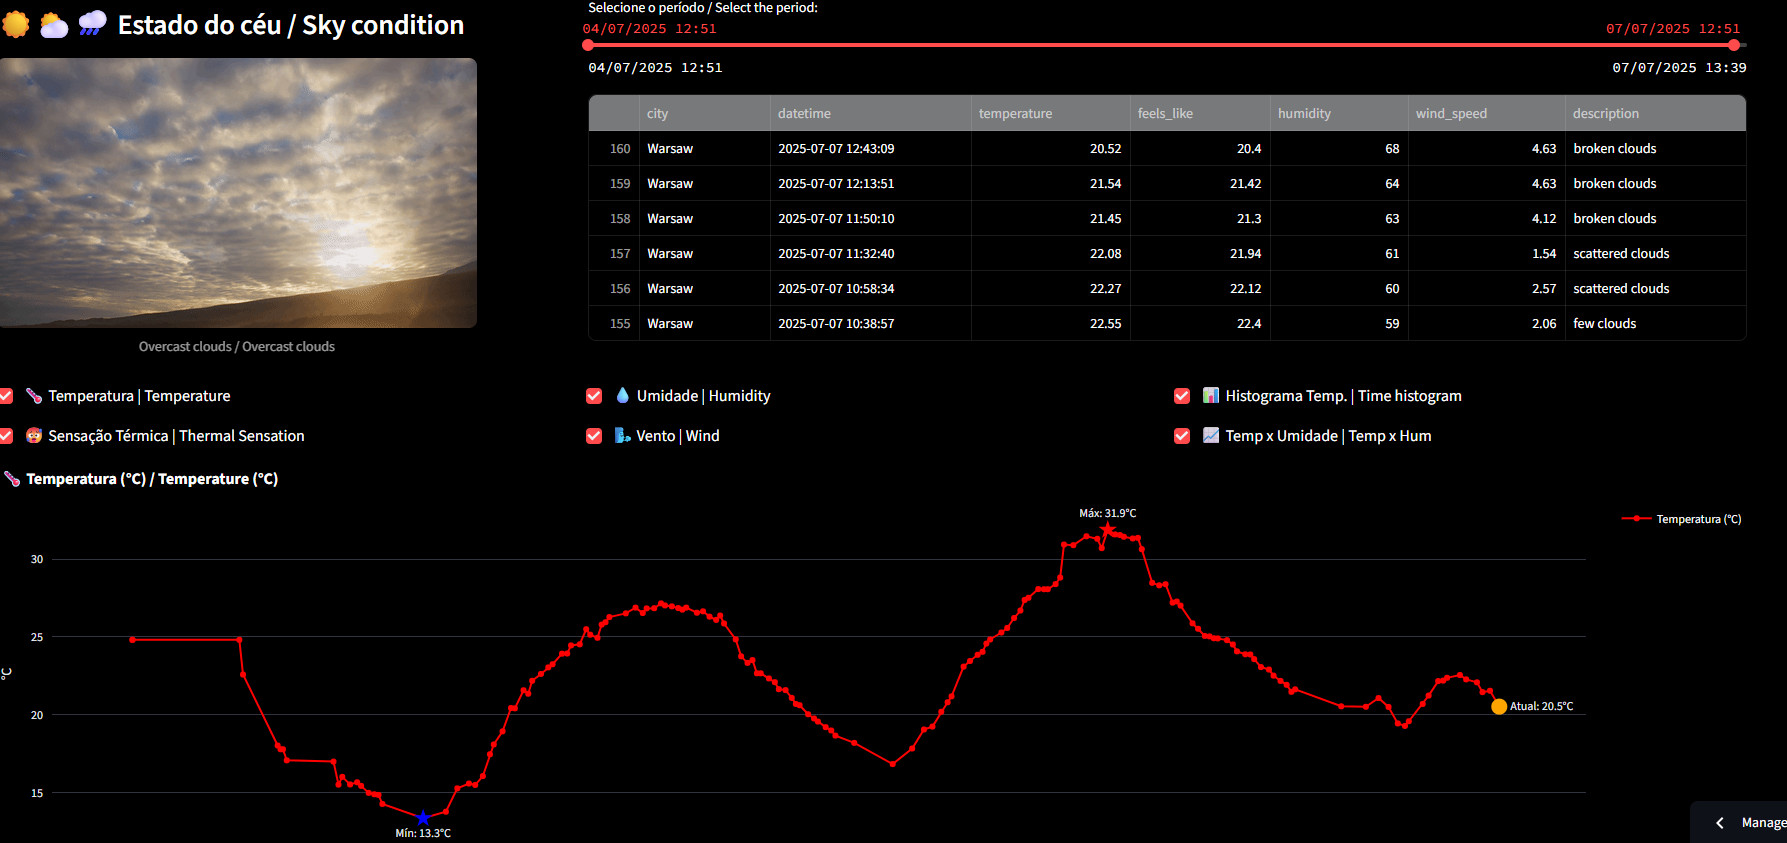 Estado do céu / Sky condition
Overcast clouds / Overcast clouds
Selecione o período / Select the period:
04/07/2025 12:51 07/07/2025 12:51
04/07/2025 12:51 07/07/2025 13:39
city datetime temperature feels_like humidity wind_speed description
160 Warsaw 2025-07-07 12:43:09 20.52 20.4 68 4.63 broken clouds
159 Warsaw 2025-07-07 12:13:51 21.54 21.42 64 4.63 broken clouds
158 Warsaw 2025-07-07 11:50:10 21.45 21.3 63 4.12 broken clouds
157 Warsaw 2025-07-07 11:32:40 22.08 21.94 61 1.54 scattered clouds
156 Warsaw 2025-07-07 10:58:34 22.27 22.12 60 2.57 scattered clouds
155 Warsaw 2025-07-07 10:38:57 22.55 22.4 59 2.06 few clouds
Temperatura | Temperature
Umidade | Humidity
Histograma Temp. | Time histogram
Sensação Térmica | Thermal Sensation
Vento | Wind
Temp x Umidade | Temp x Hum
Temperatura (°C) / Temperature (°C)
Máx: 31.9°C
Temperatura (°C)
30
25
°C
20
Atual: 20.5°C
15
Mín: 13.3°C
Manage